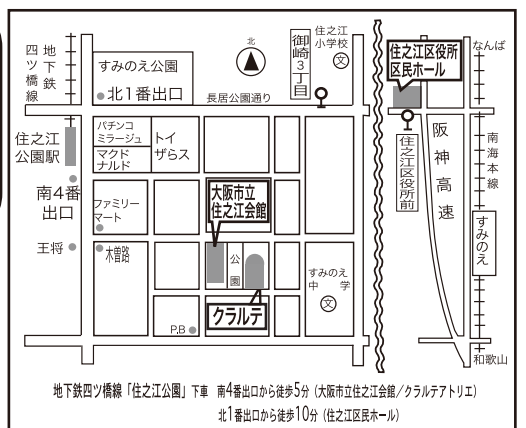 地下鉄
四ツ橋線
すみのえ公園
北1番出口
北
御崎3丁目
住之江
小学校
文
住之江区役所
区民ホール
なんば
長居公園通り
住之江
公園駅
パチンコ
ミラージュ
マクド
ナルド
トイ
ザらス
住之江区役所前
阪神高速
南海本線
すみのえ
南4番
出口
ファミリー
マート
大阪市立
住之江会館
王将
木曽路
公園
すみのえ
中学
文
クラルテ
P.B
和歌山
地下鉄四ツ橋線「住之江公園」下車 南4番出口から徒歩5分(大阪市立住之江会館/クラルテアトリエ)
北1番出口から徒歩10分(住之江区民ホール)